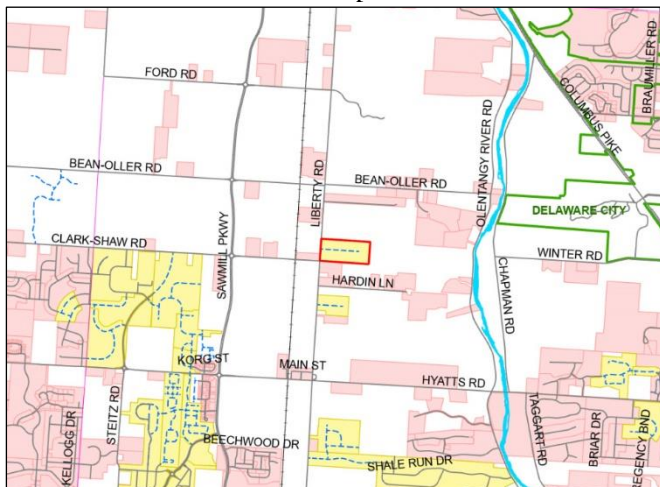 FORD RD
BRAUMILLER RD
COLUMBUS PIKE
OLENTANGY RIVER RD
BEAN-OLLER RD
BEAN-OLLER RD
LIBERTY RD
SAWMILL PKWY
DELAWARE CITY
CLARK-SHAW RD
WINTER RD
HARDIN LN
CHAPMAN RD
KORG ST
MAIN ST
HYATTS RD
STEITZ RD
KELLOGG DR
BEECHWOOD DR
SHALE RUN DR
TAGGART RD
BRIAR DR
REGENCY BND